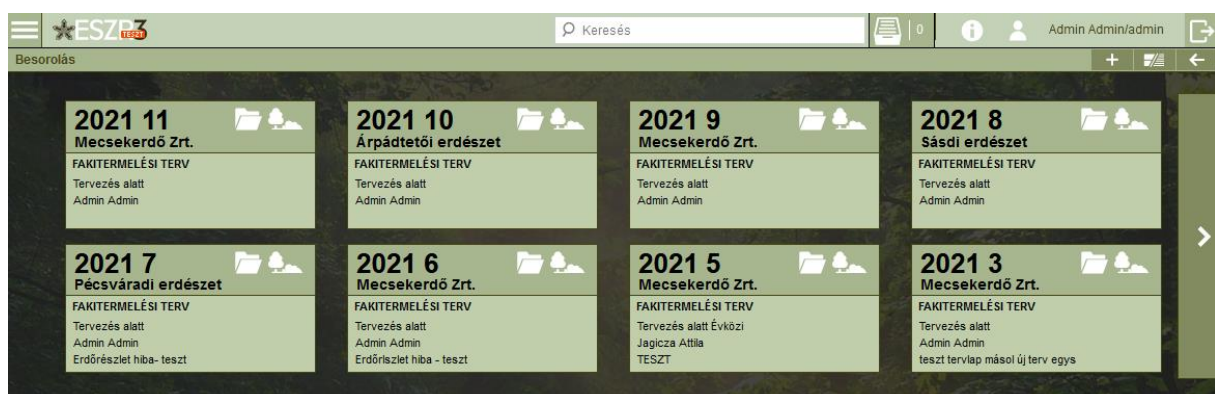 ESZR3
TESZT
Keresés
0
Admin Admin/admin
Besorolás
2021 11
Mecsekerdő Zrt.
FAKITERMELÉSI TERV
Tervezés alatt
Admin Admin
2021 10
Árpádtetői erdészet
FAKITERMELÉSI TERV
Tervezés alatt
Admin Admin
2021 9
Mecsekerdő Zrt.
FAKITERMELÉSI TERV
Tervezés alatt
Admin Admin
2021 8
Sásdi erdészet
FAKITERMELÉSI TERV
Tervezés alatt
Admin Admin
2021 7
Pécsváradi erdészet
FAKITERMELÉSI TERV
Tervezés alatt
Admin Admin
Erdőrészlet hiba- teszt
2021 6
Mecsekerdő Zrt.
FAKITERMELÉSI TERV
Tervezés alatt
Admin Admin
Erdőrlszlet hiba - teszt
2021 5
Mecsekerdő Zrt.
FAKITERMELÉSI TERV
Tervezés alatt Évközi
Jagicza Attila
TESZT
2021 3
Mecsekerdő Zrt.
FAKITERMELÉSI TERV
Tervezés alatt
Admin Admin
teszt tervlap másol új terv egys